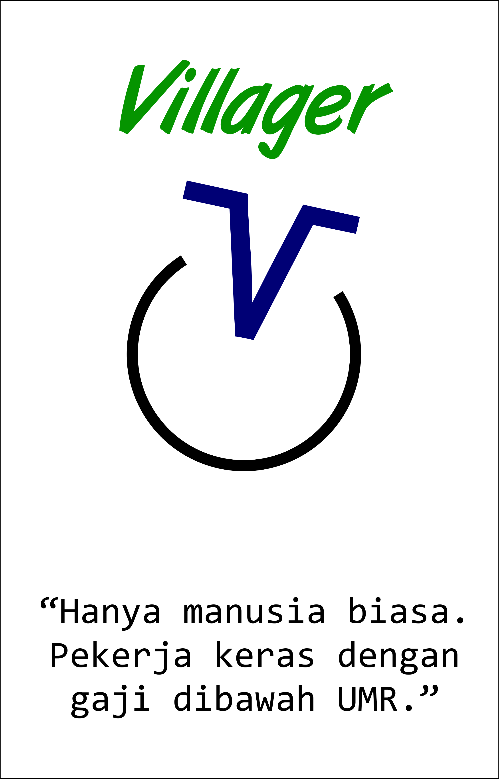 Villager
V
“Hanya manusia biasa.
Pekerja keras dengan
gaji dibawah UMR.”